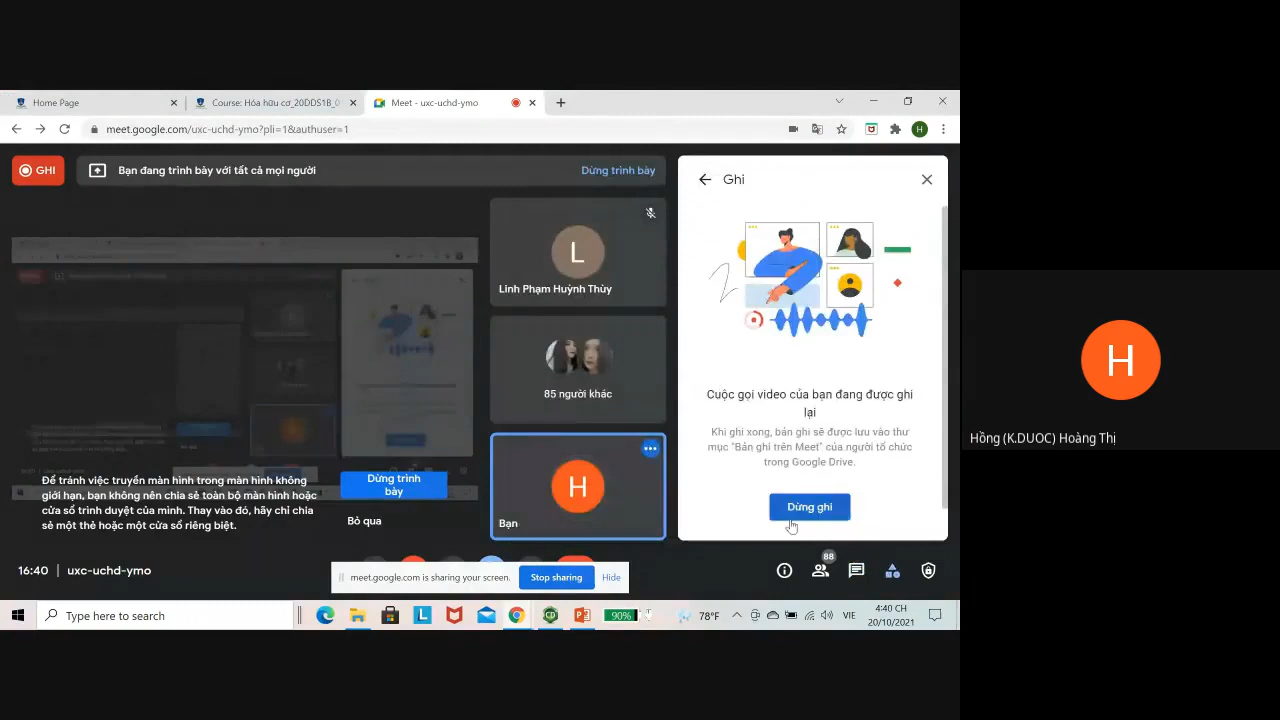 Home Page
Course: Hóa hữu cơ_20DDS1B_0
Meet - uxc-uchd-ymo
meet.google.com/uxc-uchd-ymo?pli=1&authuser=1
H
GHI
Bạn đang trình bày với tất cả mọi người
Dừng trình bày
Ghi
L
Linh Phạm Huỳnh Thùy
85 người khác
H
Bạn
Cuộc gọi video của bạn đang được ghi
lại
Khi ghi xong, bản ghi sẽ được lưu vào thư
mục "Bản ghi trên Meet" của người tổ chức
trong Google Drive.
Dừng ghi
Để tránh việc truyền màn hình trong màn hình không
giới hạn, bạn không nên chia sẻ toàn bộ màn hình hoặc
cửa sổ trình duyệt của mình. Thay vào đó, hãy chỉ chia
sẻ một thẻ hoặc một cửa sổ riêng biệt.
Dừng trình
bày
Bỏ qua
16:40 | uxc-uchd-ymo
meet.google.com is sharing your screen.
Stop sharing
Hide
88
Type here to search
90%
78°F
VIE
4:40 CH
20/10/2021
H
Hồng (K.DUOC) Hoàng Thị